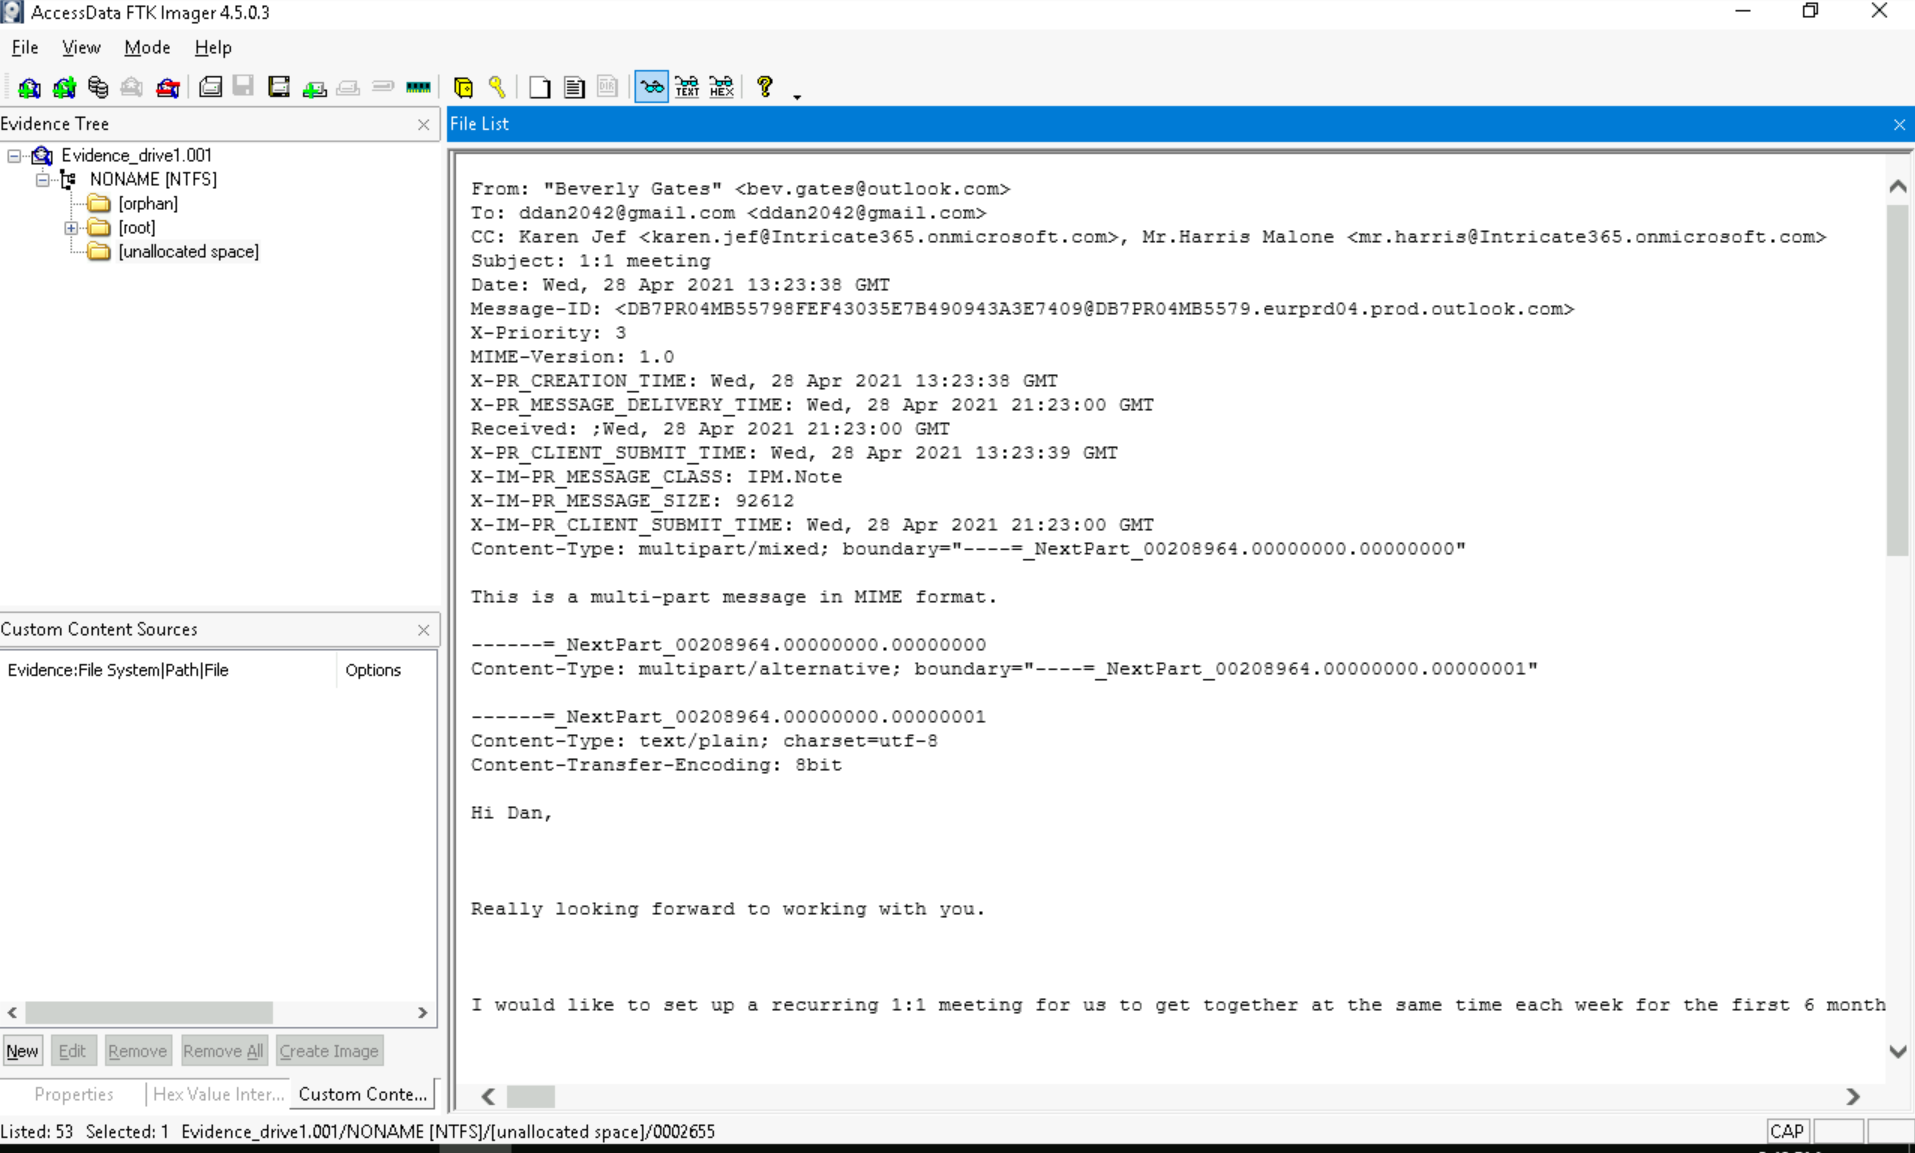 AccessData FTK Imager 4.5.0.3
File View Mode Help
TEXT HEX
Evidence Tree
Evidence_drive1.001
NONAME [NTFS]
[orphan]
[root]
[unallocated space]
Custom Content Sources
Evidence:File System|Path|File Options
New Edit Remove Remove All Create Image
Properties Hex Value Inter... Custom Conte...
File List
From: "Beverly Gates" <bev.gates@outlook.com>
To: ddan2042@gmail.com <ddan2042@gmail.com>
CC: Karen Jef <karen.jef@Intricate365.onmicrosoft.com>, Mr.Harris Malone <mr.harris@Intricate365.onmicrosoft.com>
Subject: 1:1 meeting
Date: Wed, 28 Apr 2021 13:23:38 GMT
Message-ID: <DB7PR04MB55798FEF43035E7B490943A3E7409@DB7PR04MB5579.eurprd04.prod.outlook.com>
X-Priority: 3
MIME-Version: 1.0
X-PR_CREATION_TIME: Wed, 28 Apr 2021 13:23:38 GMT
X-PR_MESSAGE_DELIVERY_TIME: Wed, 28 Apr 2021 21:23:00 GMT
Received: ;Wed, 28 Apr 2021 21:23:00 GMT
X-PR_CLIENT_SUBMIT_TIME: Wed, 28 Apr 2021 13:23:39 GMT
X-IM-PR_MESSAGE_CLASS: IPM.Note
X-IM-PR_MESSAGE_SIZE: 92612
X-IM-PR_CLIENT_SUBMIT_TIME: Wed, 28 Apr 2021 21:23:00 GMT
Content-Type: multipart/mixed; boundary="----=_NextPart_00208964.00000000.00000000"
This is a multi-part message in MIME format.
------=_NextPart_00208964.00000000.00000000
Content-Type: multipart/alternative; boundary="----=_NextPart_00208964.00000000.00000001"
------=_NextPart_00208964.00000000.00000001
Content-Type: text/plain; charset=utf-8
Content-Transfer-Encoding: 8bit
Hi Dan,
Really looking forward to working with you.
I would like to set up a recurring 1:1 meeting for us to get together at the same time each week for the first 6 month
Listed: 53 Selected: 1 Evidence_drive1.001/NONAME [NTFS]/[unallocated space]/0002655
CAP